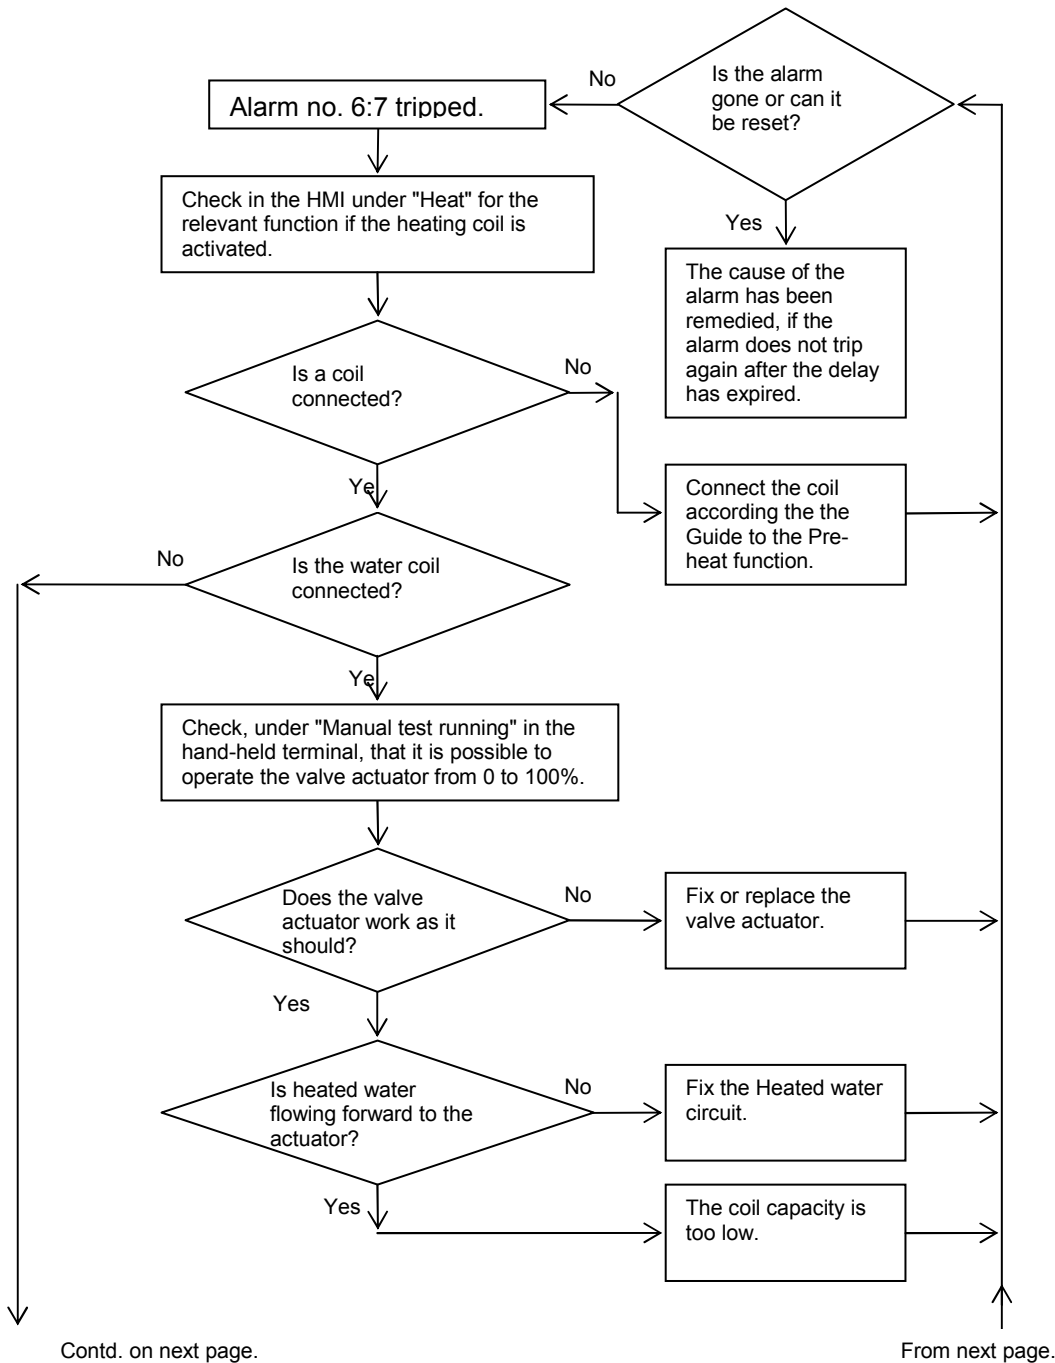 No
Is the alarm
gone or can it
be reset?
Alarm no. 6:7 tripped.
Yes
Check in the HMI under "Heat" for the
relevant function if the heating coil is
activated.
The cause of the
alarm has been
remedied, if the
alarm does not trip
again after the delay
has expired.
Is a coil
connected?
No
Ye
Connect the coil
according the the
Guide to the Pre-
heat function.
No
Is the water coil
connected?
Ye
Check, under "Manual test running" in the
hand-held terminal, that it is possible to
operate the valve actuator from 0 to 100%.
Does the valve
actuator work as it
should?
No
Fix or replace the
valve actuator.
Yes
Is heated water
flowing forward to the
actuator?
No
Fix the Heated water
circuit.
Yes
The coil capacity is
too low.
Contd. on next page.
From next page.